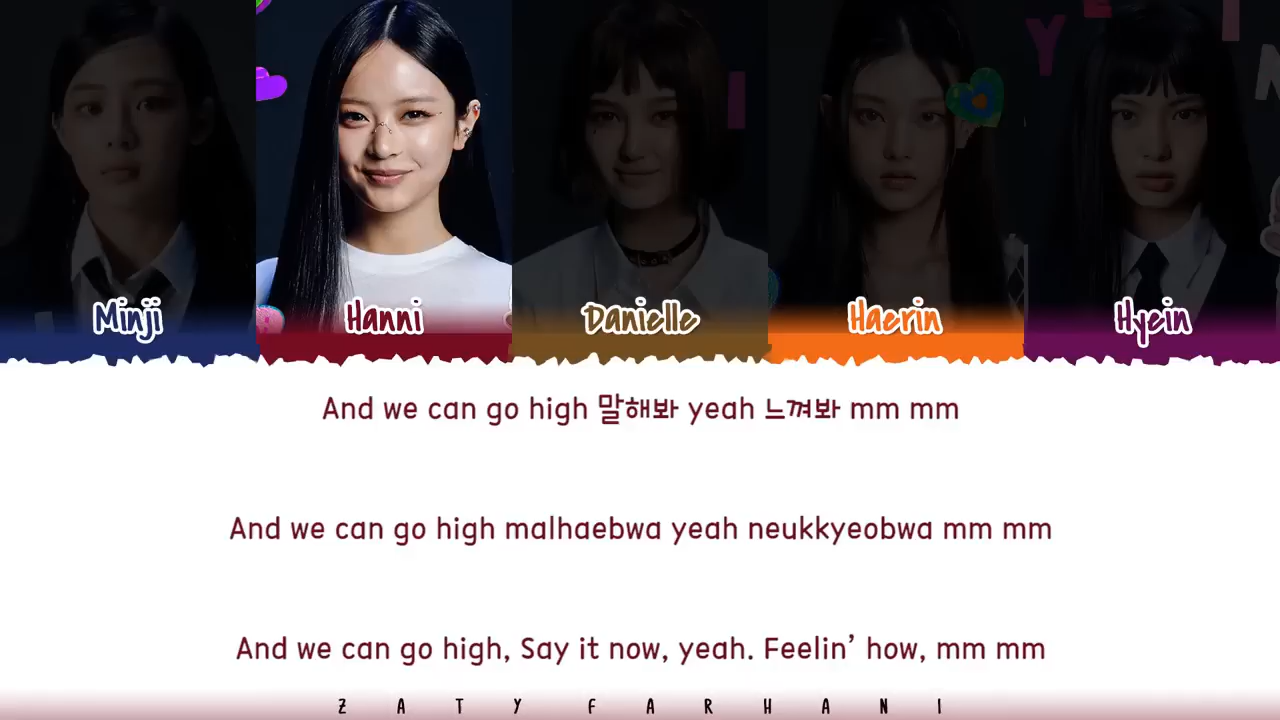 Minji Hanni Danielle Haerin Hyein
And we can go high 말해봐 yeah 느껴봐 mm mm
And we can go high malhaebwa yeah neukkyeobwa mm mm
And we can go high, Say it now, yeah. Feelin’ how, mm mm
ZATY FARHANI